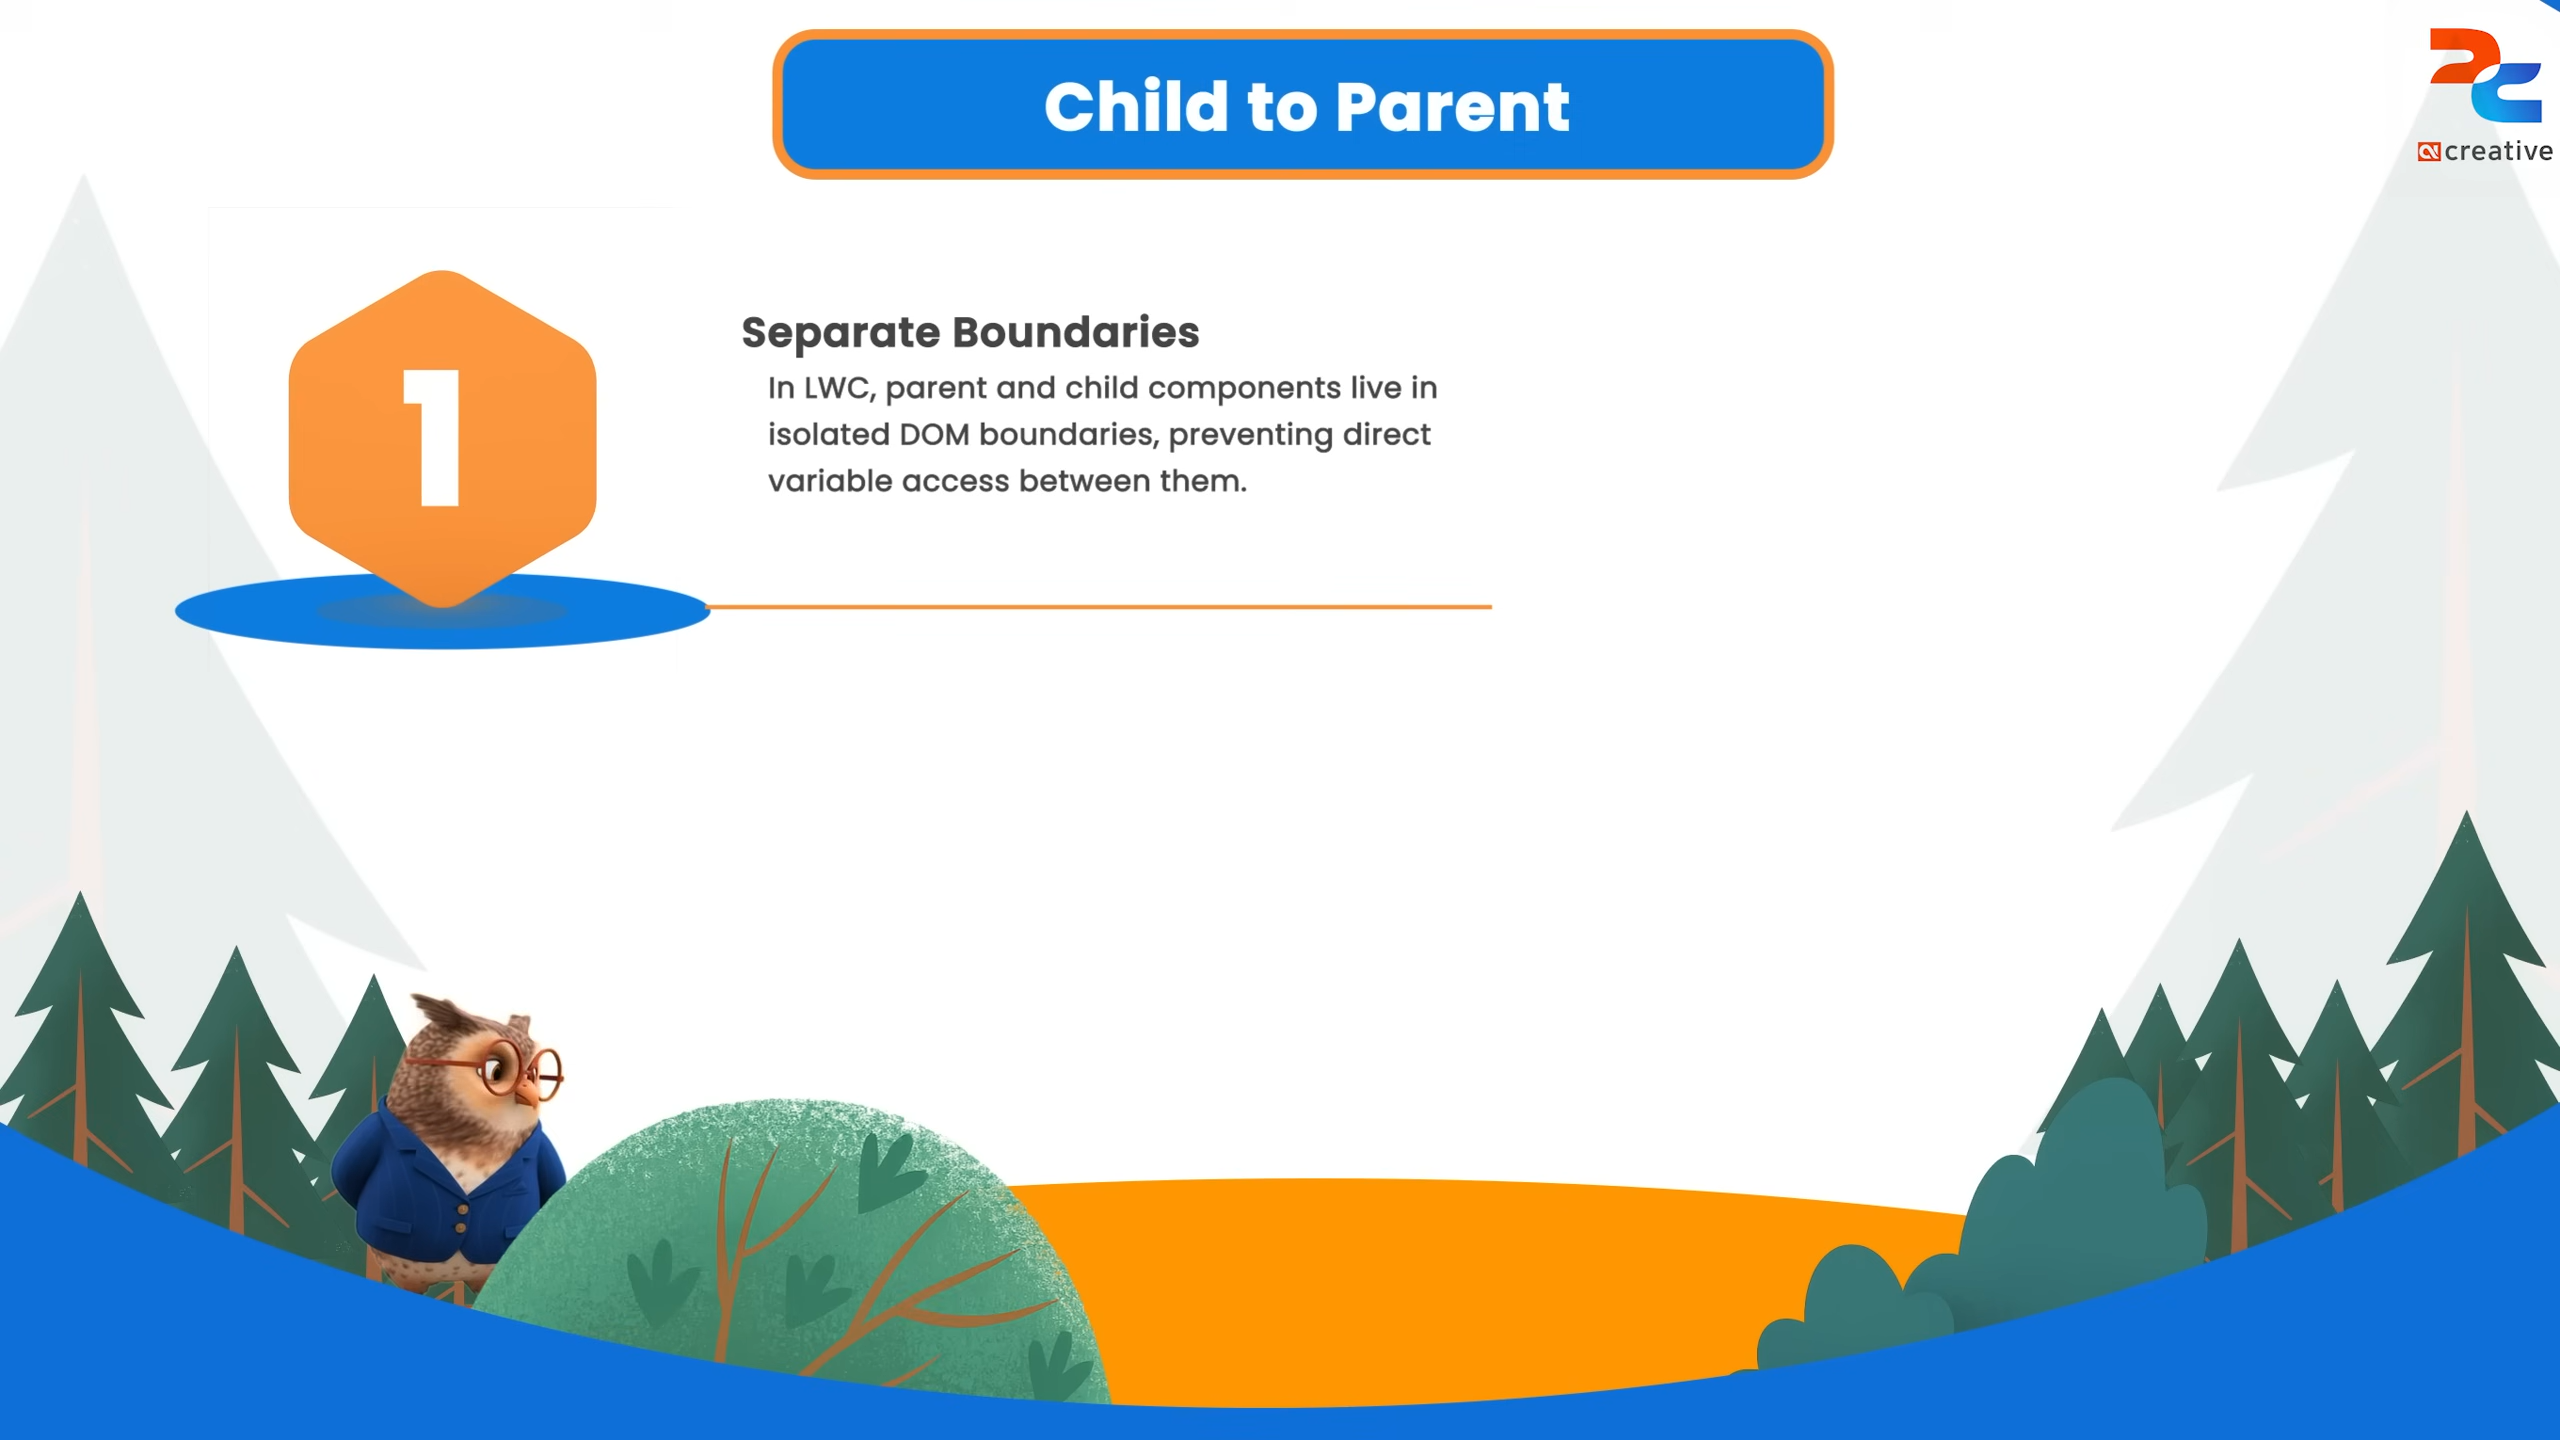 Child to Parent
creative
1
Separate Boundaries
In LWC, parent and child components live in
isolated DOM boundaries, preventing direct
variable access between them.